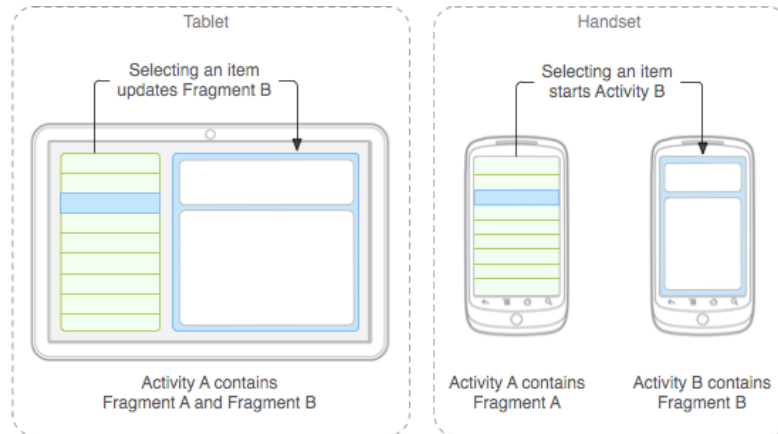 Tablet
Selecting an item
updates Fragment B
Activity A contains
Fragment A and Fragment B
Handset
Selecting an item
starts Activity B
Activity A contains
Fragment A
Activity B contains
Fragment B